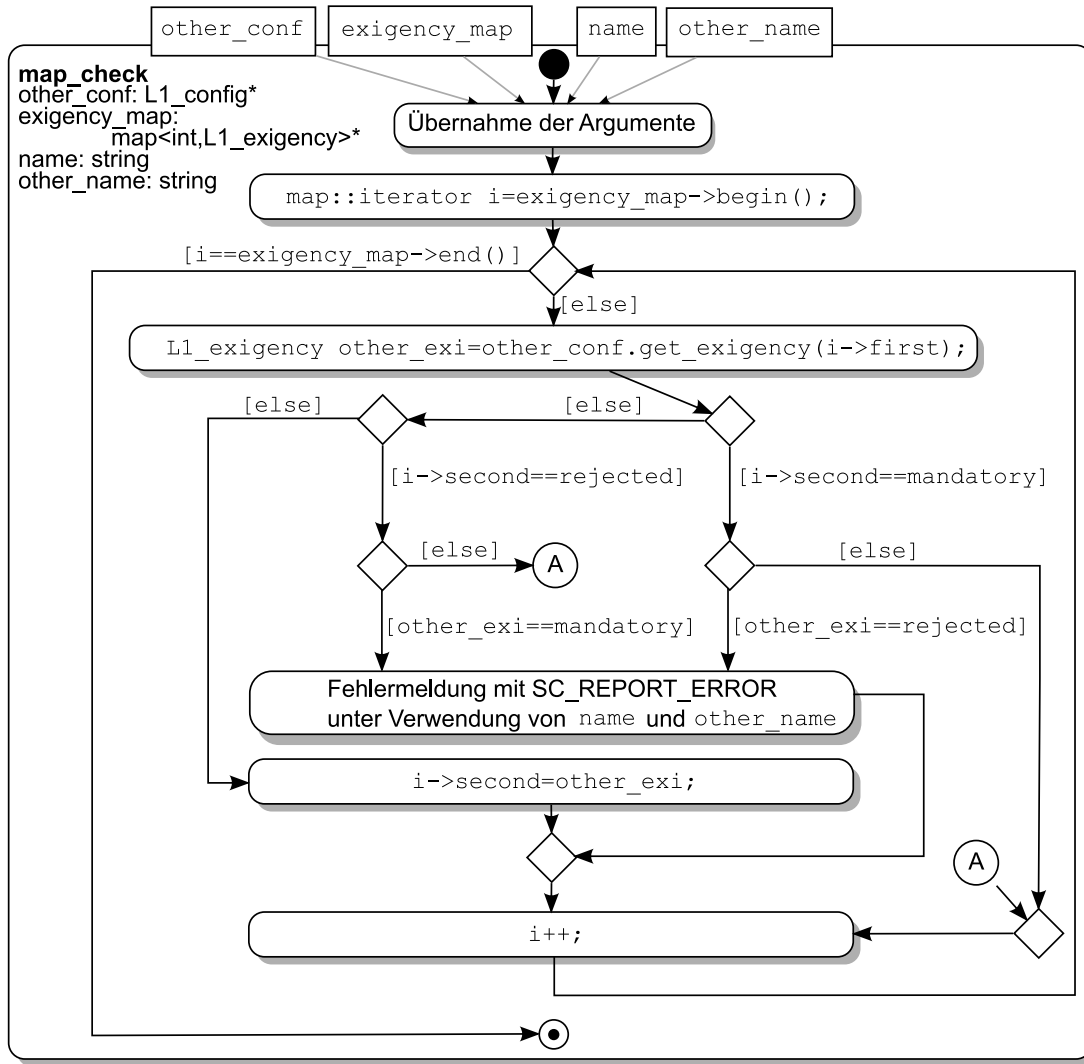 other_conf
exigency_map
name
other_name
map_check
other_conf: L1_config*
exigency_map:
map<int,L1_exigency>*
name: string
other_name: string
Übernahme der Argumente
map::iterator i=exigency_map->begin();
[i==exigency_map->end()]
[else]
L1_exigency other_exi=other_conf.get_exigency(i->first);
[else]
[else]
[i->second==rejected]
[i->second==mandatory]
[else]
A
[else]
[other_exi==mandatory]
[other_exi==rejected]
Fehlermeldung mit SC_REPORT_ERROR
unter Verwendung von name und other_name
i->second=other_exi;
A
i++;